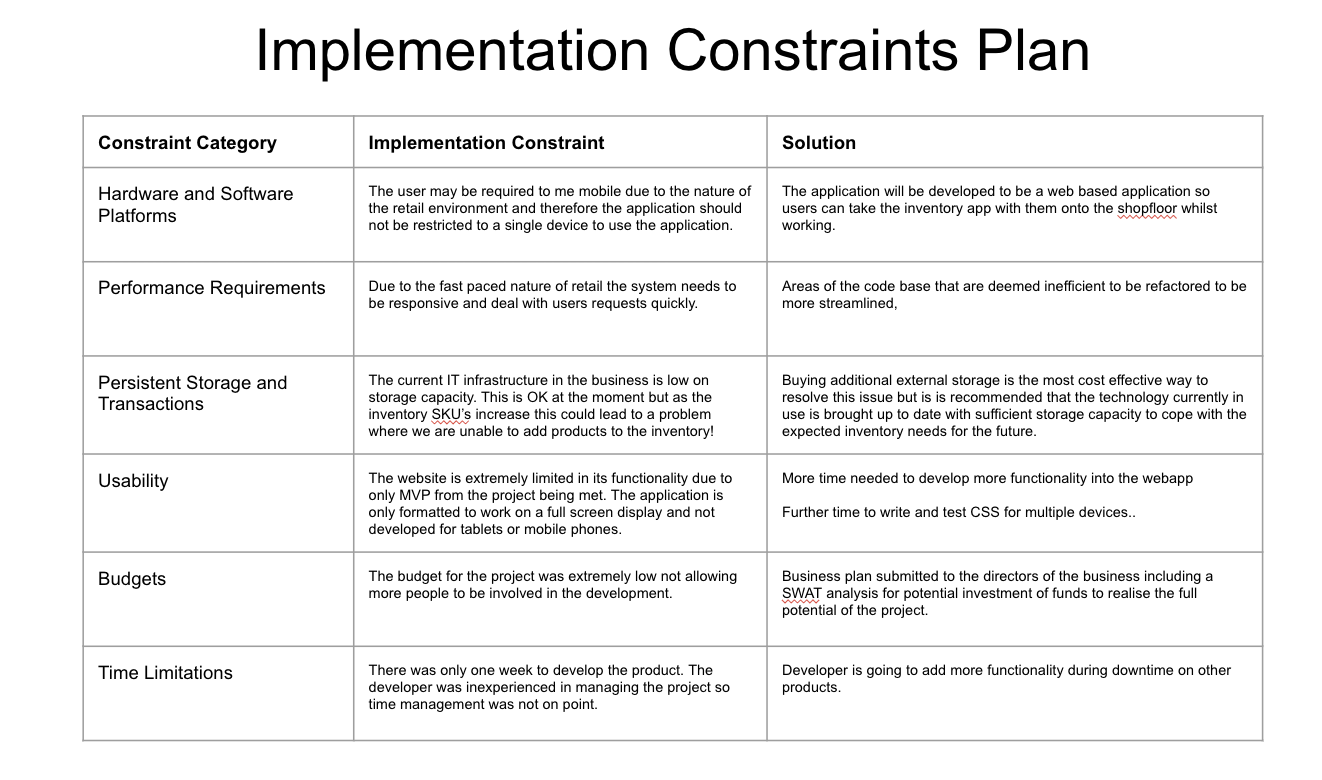 Implementation Constraints Plan
Constraint Category
Implementation Constraint
Solution
Hardware and Software
Platforms
The user may be required to me mobile due to the nature of
the retail environment and therefore the application should
not be restricted to a single device to use the application.
The application will be developed to be a web based application so
users can take the inventory app with them onto the shopfloor whilst
working.
Performance Requirements
Due to the fast paced nature of retail the system needs to
be responsive and deal with users requests quickly.
Areas of the code base that are deemed inefficient to be refactored to be
more streamlined,
Persistent Storage and
Transactions
The current IT infrastructure in the business is low on
storage capacity. This is OK at the moment but as the
inventory SKU's increase this could lead to a problem
where we are unable to add products to the inventory!
Buying additional external storage is the most cost effective way to
resolve this issue but is is recommended that the technology currently in
use is brought up to date with sufficient storage capacity to cope with the
expected inventory needs for the future.
Usability
The website is extremely limited in its functionality due to
only MVP from the project being met. The application is
only formatted to work on a full screen display and not
developed for tablets or mobile phones.
More time needed to develop more functionality into the webapp
Further time to write and test CSS for multiple devices..
Budgets
The budget for the project was extremely low not allowing
more people to be involved in the development.
Business plan submitted to the directors of the business including a
SWAT analysis for potential investment of funds to realise the full
potential of the project.
Time Limitations
There was only one week to develop the product. The
developer was inexperienced in managing the project so
time management was not on point.
Developer is going to add more functionality during downtime on other
products.